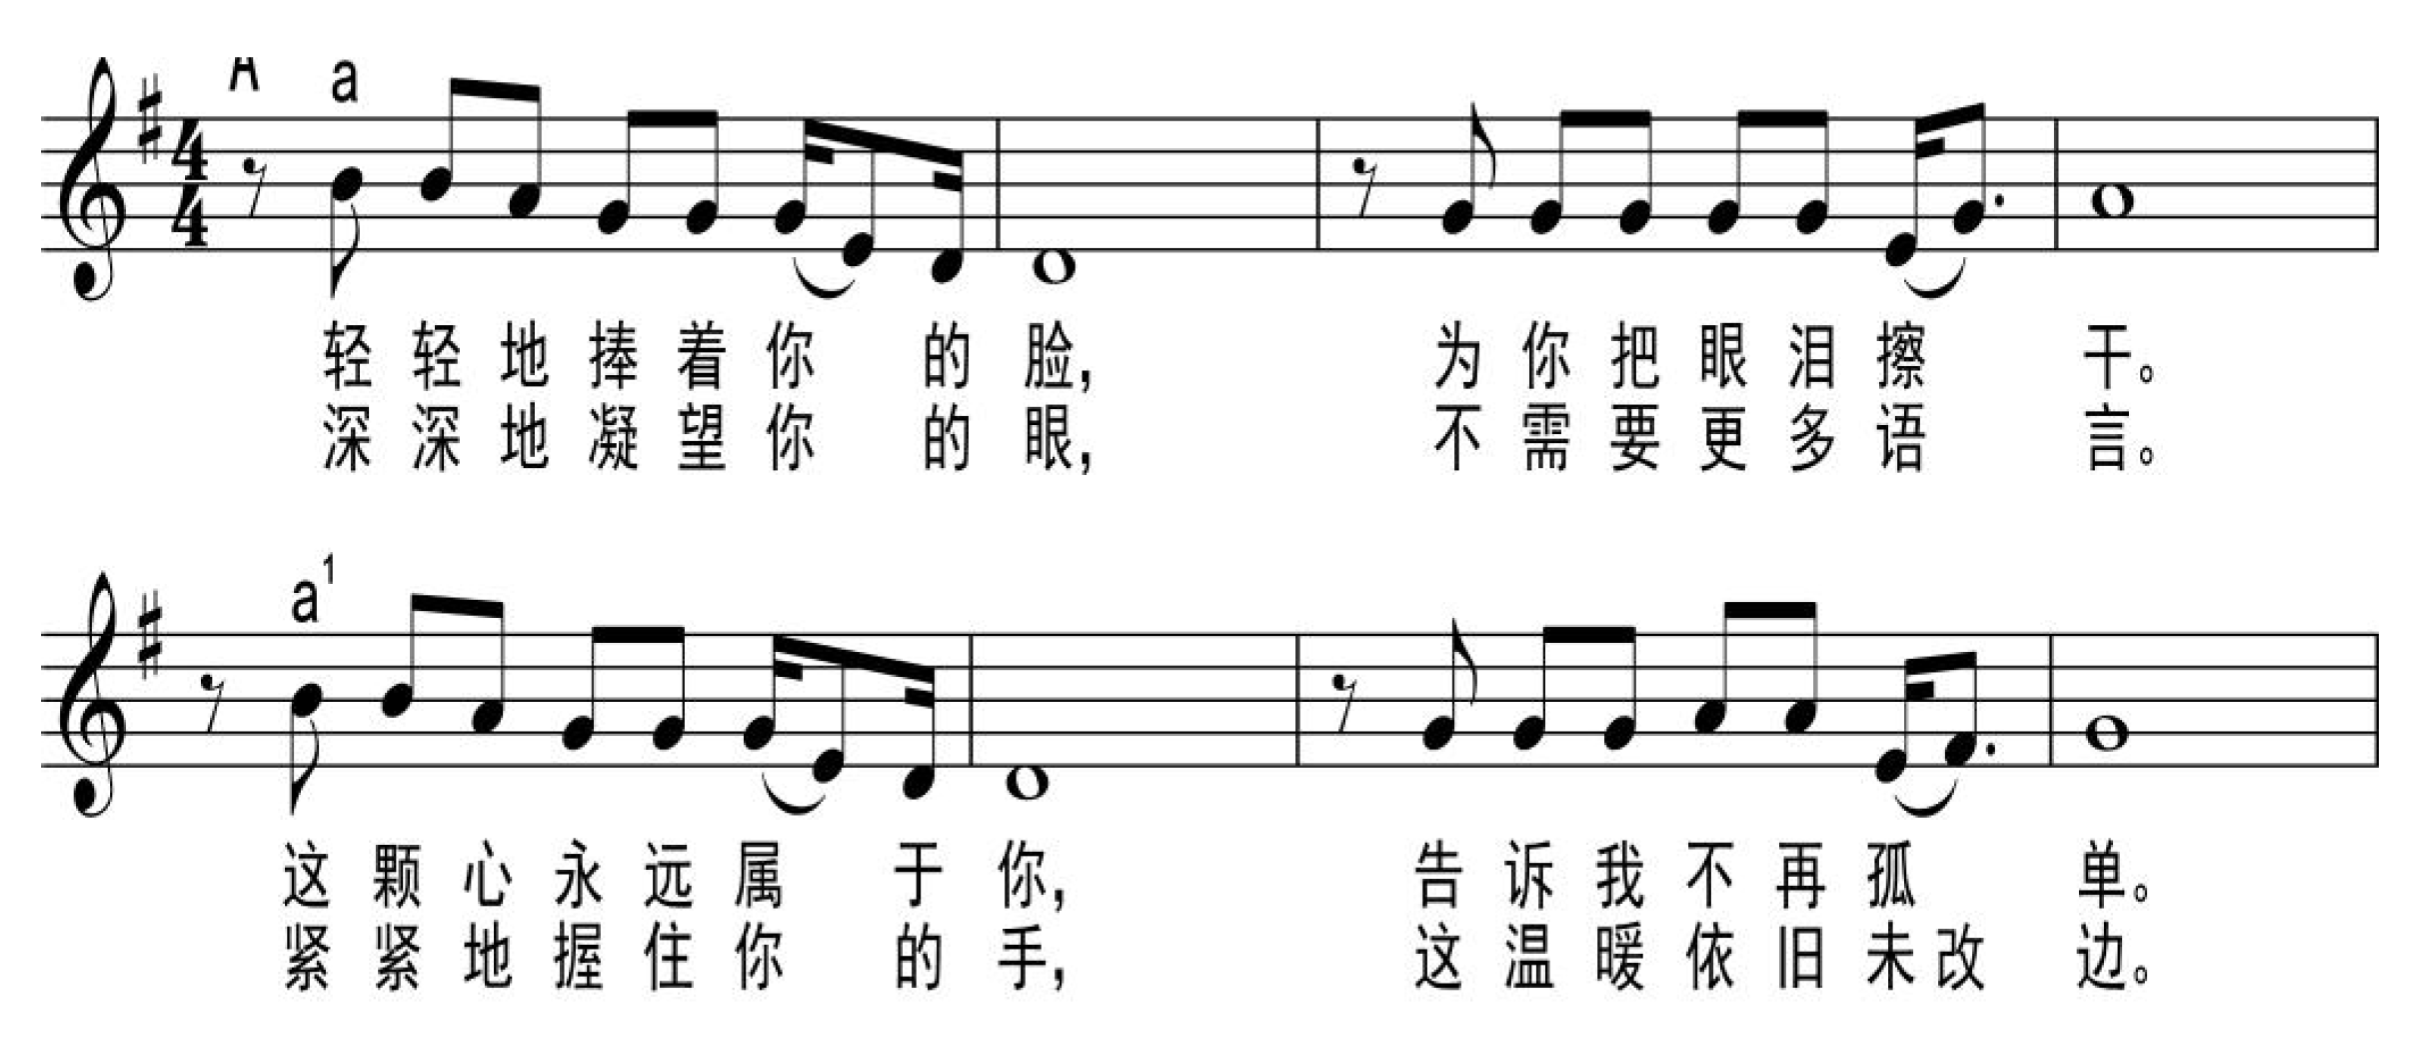 A a
4
4
轻轻地捧着你的脸，为你把眼泪擦干。
深深地凝望你的眼，不需要更多语言。
a¹
这颗心永远属于你，告诉我不再孤单。
紧紧地握住你的手，这温暖依旧未改边。